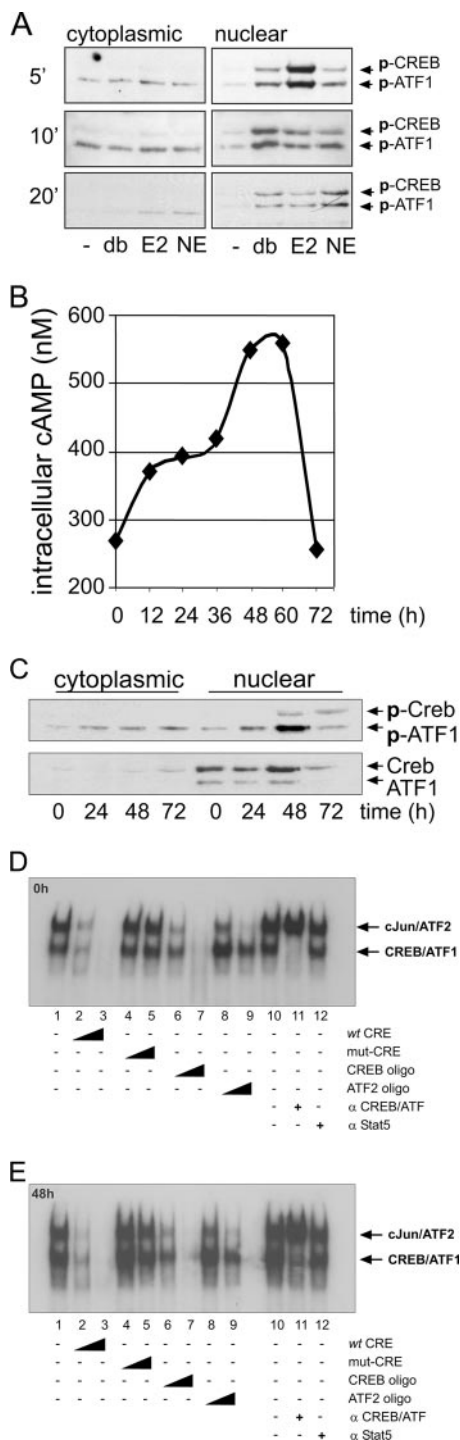 A
cytoplasmic nuclear
5'
p-CREB
p-ATF1
10'
p-CREB
p-ATF1
20'
p-CREB
p-ATF1
- db E2 NE - db E2 NE
B
intracellular cAMP (nM)
600
500
400
300
200
0 12 24 36 48 60 72 time (h)
C
cytoplasmic nuclear
p-Creb
p-ATF1
Creb
ATF1
0 24 48 72 0 24 48 72 time (h)
D
0h
cJun/ATF2
CREB/ATF1
1 2 3 4 5 6 7 8 9 10 11 12
- - - - - - - - - - wt CRE
- - - - - - - - - - mut-CRE
- - - - - - - - - - CREB oligo
- - - - - - - - - - ATF2 oligo
- - - - - - - - - - + - α CREB/ATF
- - - - - - - - - - - + α Stat5
E
48h
cJun/ATF2
CREB/ATF1
1 2 3 4 5 6 7 8 9 10 11 12
- - - - - - - - - - wt CRE
- - - - - - - - - - mut-CRE
- - - - - - - - - - CREB oligo
- - - - - - - - - - ATF2 oligo
- - - - - - - - - - + - α CREB/ATF
- - - - - - - - - - - + α Stat5